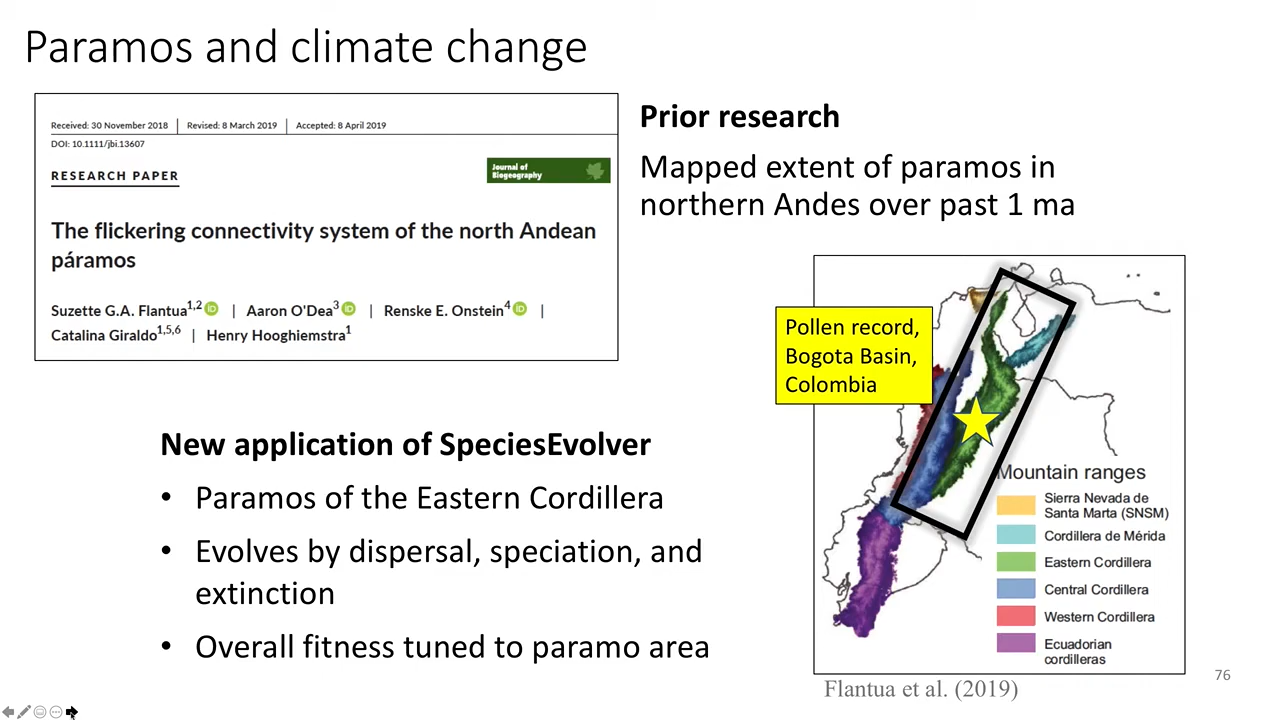 Paramos and climate change
Received: 30 November 2018 | Revised: 8 March 2019 | Accepted: 8 April 2019
DOI: 10.1111/jbi.13607
RESEARCH PAPER
Journal of
Biogeography
The flickering connectivity system of the north Andean
páramos
Suzette G.A. Flantua1,2 iD | Aaron O'Dea3 iD | Renske E. Onstein4 iD |
Catalina Giraldo1,5,6 | Henry Hooghiemstra1
Prior research
Mapped extent of paramos in
northern Andes over past 1 ma
Pollen record,
Bogota Basin,
Colombia
Mountain ranges
Sierra Nevada de
Santa Marta (SNSM)
Cordillera de Mérida
Eastern Cordillera
Central Cordillera
Western Cordillera
Ecuadorian
cordilleras
Flantua et al. (2019)
New application of SpeciesEvolver
• Paramos of the Eastern Cordillera
• Evolves by dispersal, speciation, and
extinction
• Overall fitness tuned to paramo area
76